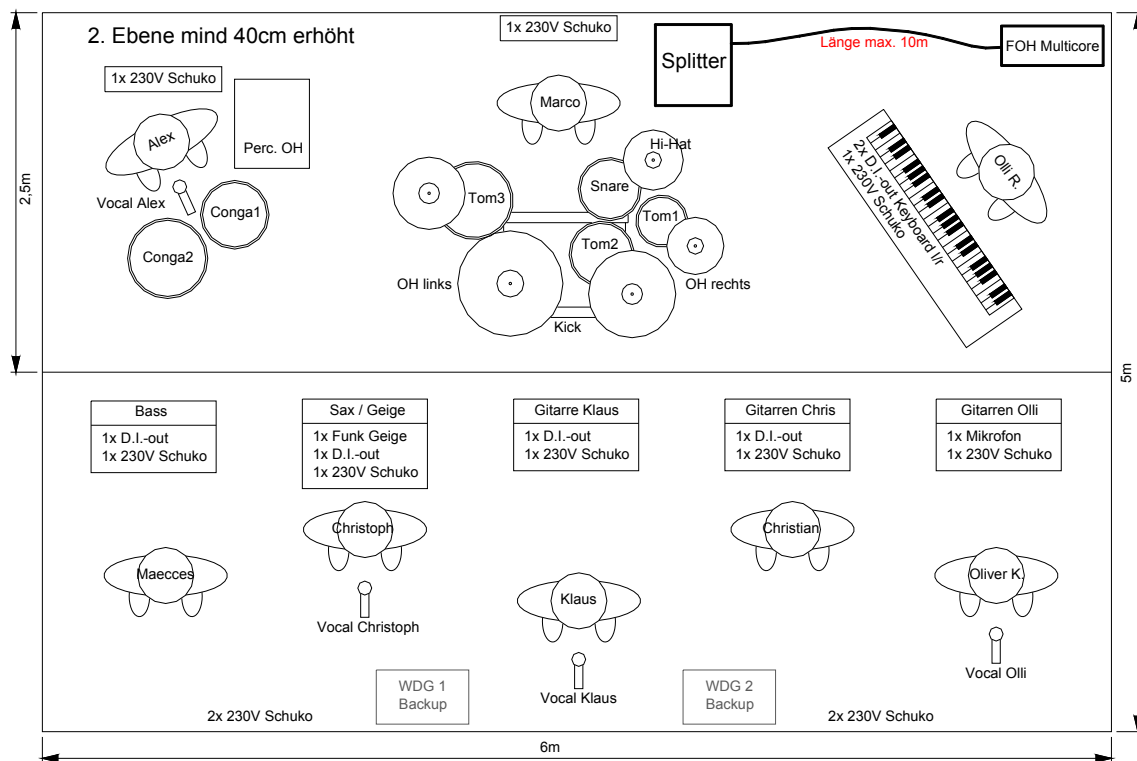 2. Ebene mind 40cm erhöht
1x 230V Schuko
Splitter
Länge max. 10m
FOH Multicore
1x 230V Schuko
Perc. OH
Alex
Vocal Alex
Conga1
Conga2
Marco
Hi-Hat
Snare
Tom3
Tom1
Tom2
OH links
OH rechts
Kick
2x D.I.-out Keyboard l/r
1x 230V Schuko
Olli R.
2,5m
5m
Bass
1x D.I.-out
1x 230V Schuko
Sax / Geige
1x Funk Geige
1x D.I.-out
1x 230V Schuko
Gitarre Klaus
1x D.I.-out
1x 230V Schuko
Gitarren Chris
1x D.I.-out
1x 230V Schuko
Gitarren Olli
1x Mikrofon
1x 230V Schuko
Maecces
Christoph
Vocal Christoph
Klaus
Vocal Klaus
Christian
Oliver K.
Vocal Olli
WDG 1
Backup
WDG 2
Backup
2x 230V Schuko
2x 230V Schuko
6m